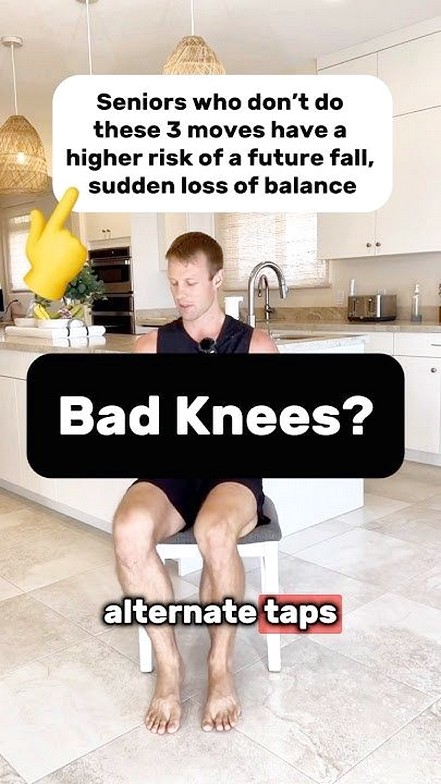 Seniors who don't do
these 3 moves have a
higher risk of a future fall,
sudden loss of balance
Bad Knees?
alternate taps